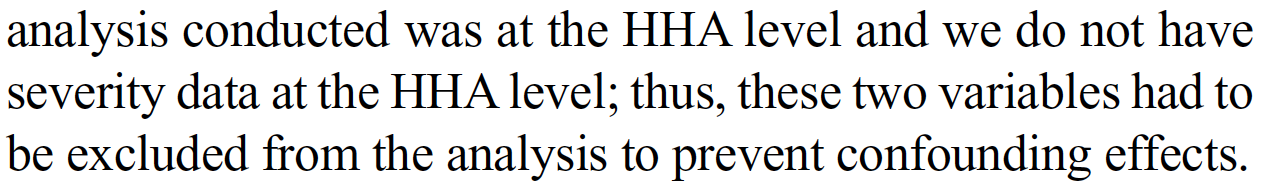 analysis conducted was at the HHA level and we do not have
severity data at the HHA level; thus, these two variables had to
be excluded from the analysis to prevent confounding effects.